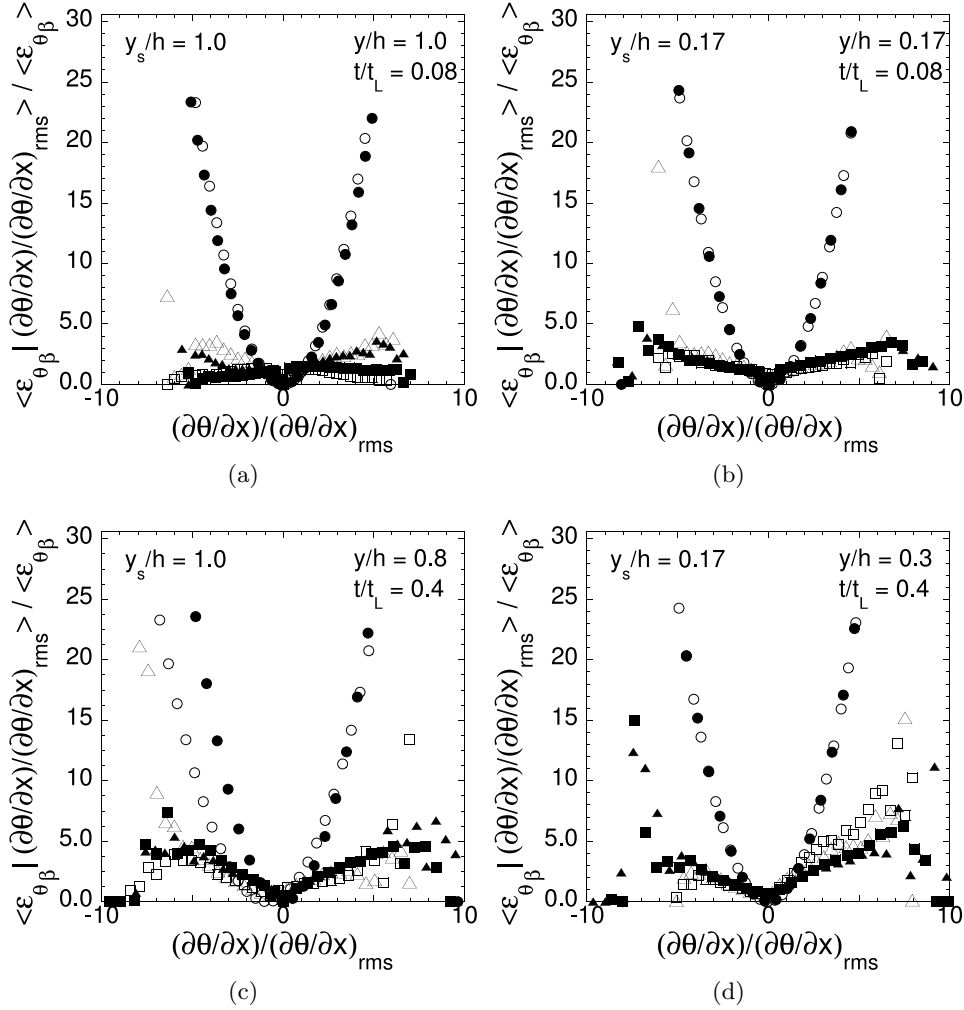 <ε_θβ | (∂θ/∂x)/(∂θ/∂x)_rms> / <ε_θβ>
30
25
20
15
10
5.0
0.0
y_s/h = 1.0
y/h = 1.0
t/t_L = 0.08
-10
0
10
(∂θ/∂x)/(∂θ/∂x)_rms
(a)
<ε_θβ | (∂θ/∂x)/(∂θ/∂x)_rms> / <ε_θβ>
30
25
20
15
10
5.0
0.0
y_s/h = 0.17
y/h = 0.17
t/t_L = 0.08
-10
0
10
(∂θ/∂x)/(∂θ/∂x)_rms
(b)
<ε_θβ | (∂θ/∂x)/(∂θ/∂x)_rms> / <ε_θβ>
30
25
20
15
10
5.0
0.0
y_s/h = 1.0
y/h = 0.8
t/t_L = 0.4
-10
0
10
(∂θ/∂x)/(∂θ/∂x)_rms
(c)
<ε_θβ | (∂θ/∂x)/(∂θ/∂x)_rms> / <ε_θβ>
30
25
20
15
10
5.0
0.0
y_s/h = 0.17
y/h = 0.3
t/t_L = 0.4
-10
0
10
(∂θ/∂x)/(∂θ/∂x)_rms
(d)